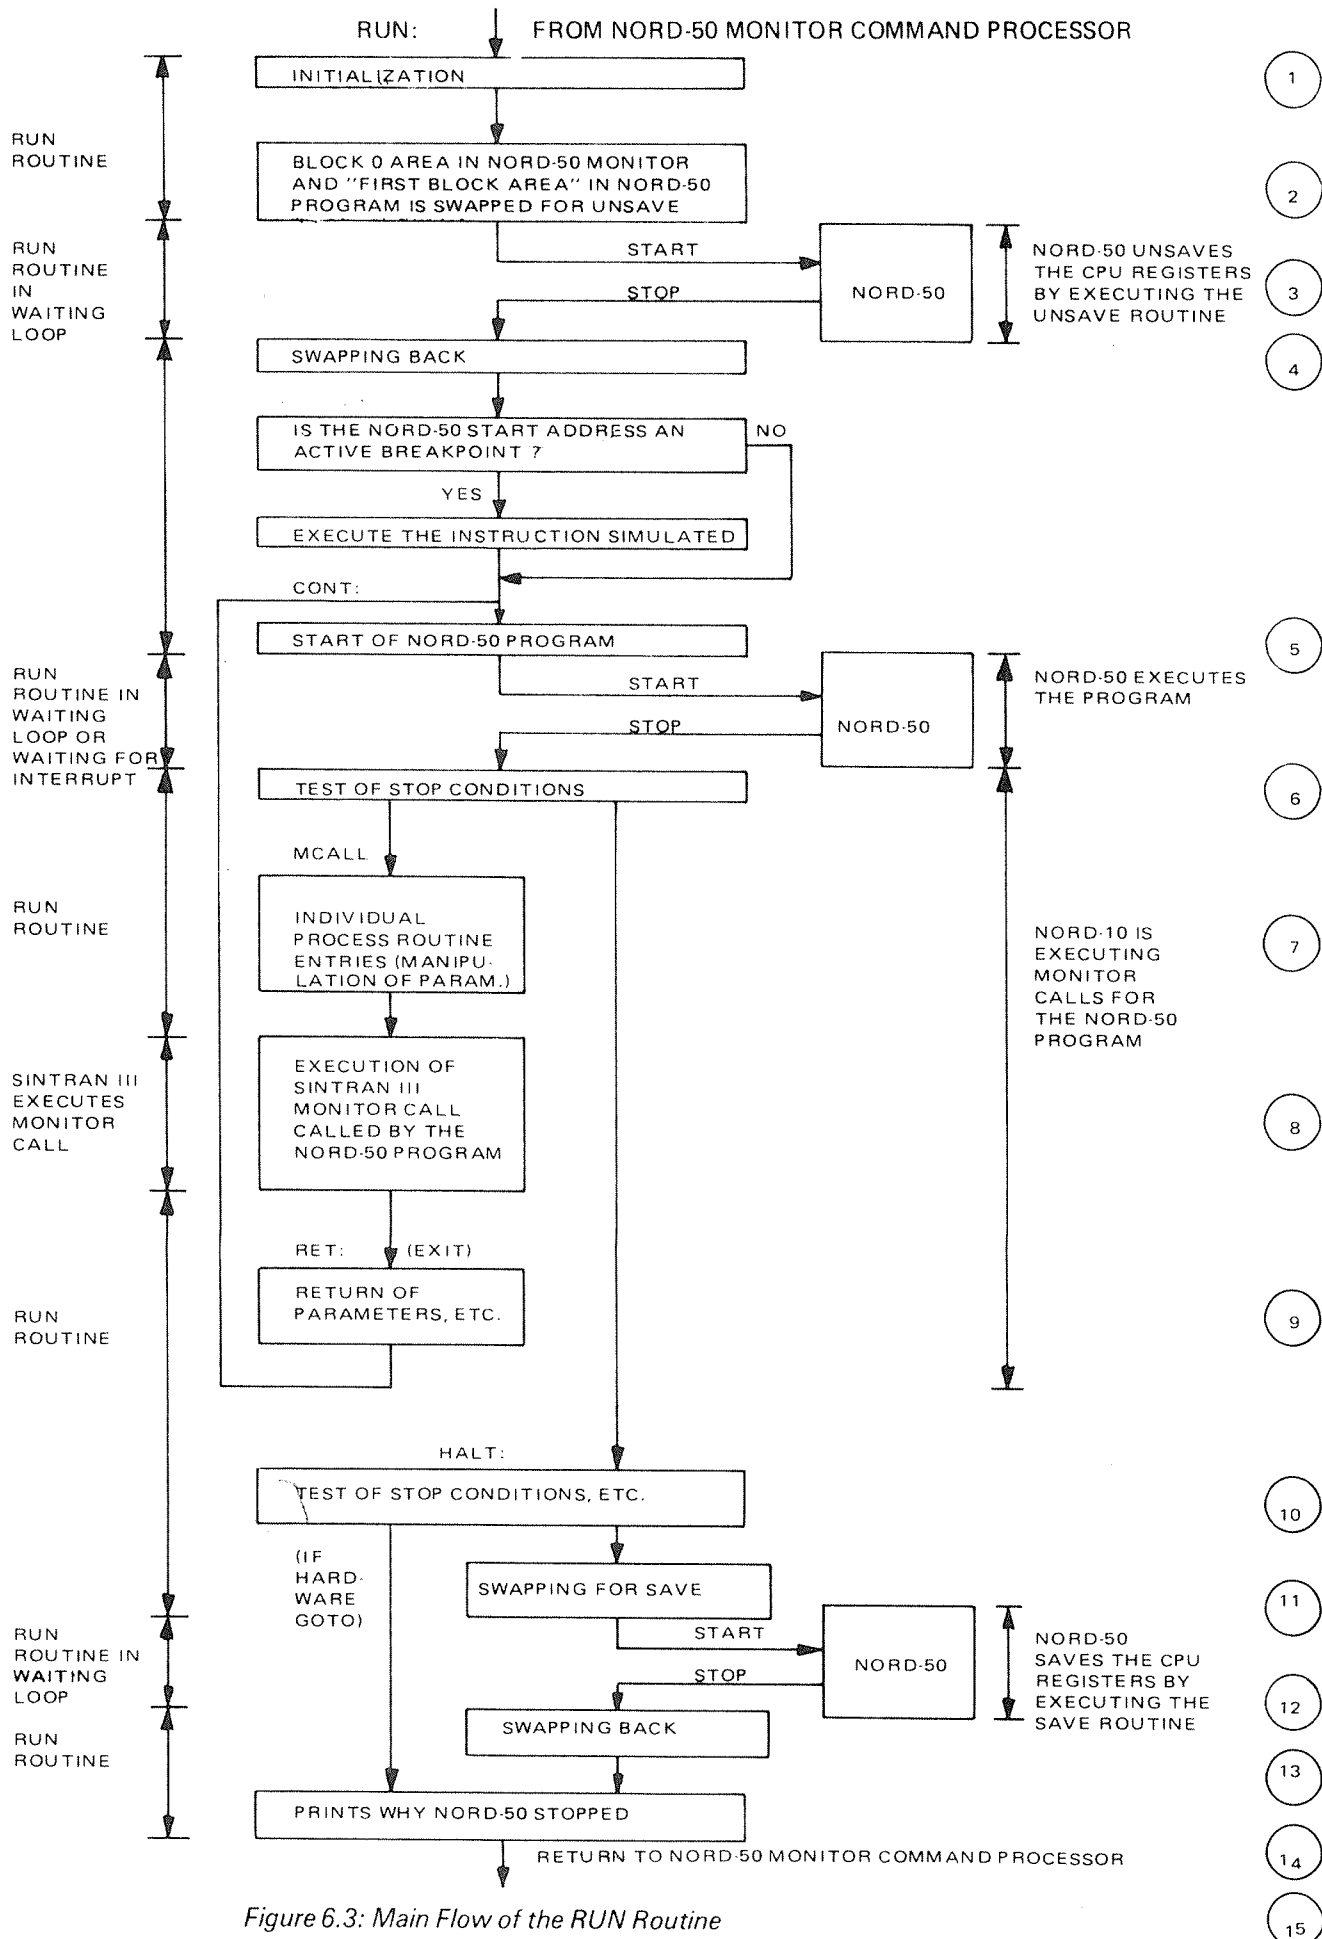 RUN: FROM NORD-50 MONITOR COMMAND PROCESSOR
INITIALIZATION
1
RUN
ROUTINE
BLOCK 0 AREA IN NORD-50 MONITOR
AND "FIRST BLOCK AREA" IN NORD-50
PROGRAM IS SWAPPED FOR UNSAVE
2
RUN
ROUTINE
IN
WAITING
LOOP
START
STOP
NORD-50
NORD-50 UNSAVES
THE CPU REGISTERS
BY EXECUTING THE
UNSAVE ROUTINE
3
SWAPPING BACK
4
IS THE NORD-50 START ADDRESS AN
ACTIVE BREAKPOINT ?
NO
YES
EXECUTE THE INSTRUCTION SIMULATED
CONT:
START OF NORD-50 PROGRAM
5
RUN
ROUTINE IN
WAITING
LOOP OR
WAITING FOR
INTERRUPT
START
STOP
NORD-50
NORD-50 EXECUTES
THE PROGRAM
TEST OF STOP CONDITIONS
6
MCALL
RUN
ROUTINE
INDIVIDUAL
PROCESS ROUTINE
ENTRIES (MANIPU-
LATION OF PARAM.)
NORD-10 IS
EXECUTING
MONITOR
CALLS FOR
THE NORD-50
PROGRAM
7
SINTRAN III
EXECUTES
MONITOR
CALL
EXECUTION OF
SINTRAN III
MONITOR CALL
CALLED BY THE
NORD-50 PROGRAM
8
RET: (EXIT)
RUN
ROUTINE
RETURN OF
PARAMETERS, ETC.
9
HALT:
TEST OF STOP CONDITIONS, ETC.
10
(IF
HARD-
WARE
GOTO)
SWAPPING FOR SAVE
11
RUN
ROUTINE IN
WAITING
LOOP
START
STOP
NORD-50
NORD-50
SAVES THE CPU
REGISTERS BY
EXECUTING THE
SAVE ROUTINE
12
RUN
ROUTINE
SWAPPING BACK
13
PRINTS WHY NORD-50 STOPPED
RETURN TO NORD-50 MONITOR COMMAND PROCESSOR
14
Figure 6.3: Main Flow of the RUN Routine
15